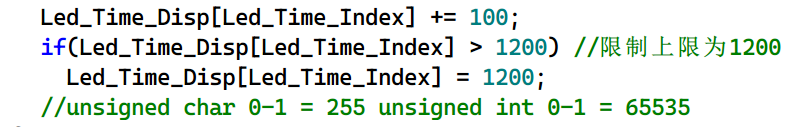 Led_Time_Disp[Led_Time_Index] += 100;
if(Led_Time_Disp[Led_Time_Index] > 1200) //限制上限为1200
Led_Time_Disp[Led_Time_Index] = 1200;
//unsigned char 0-1 = 255 unsigned int 0-1 = 65535